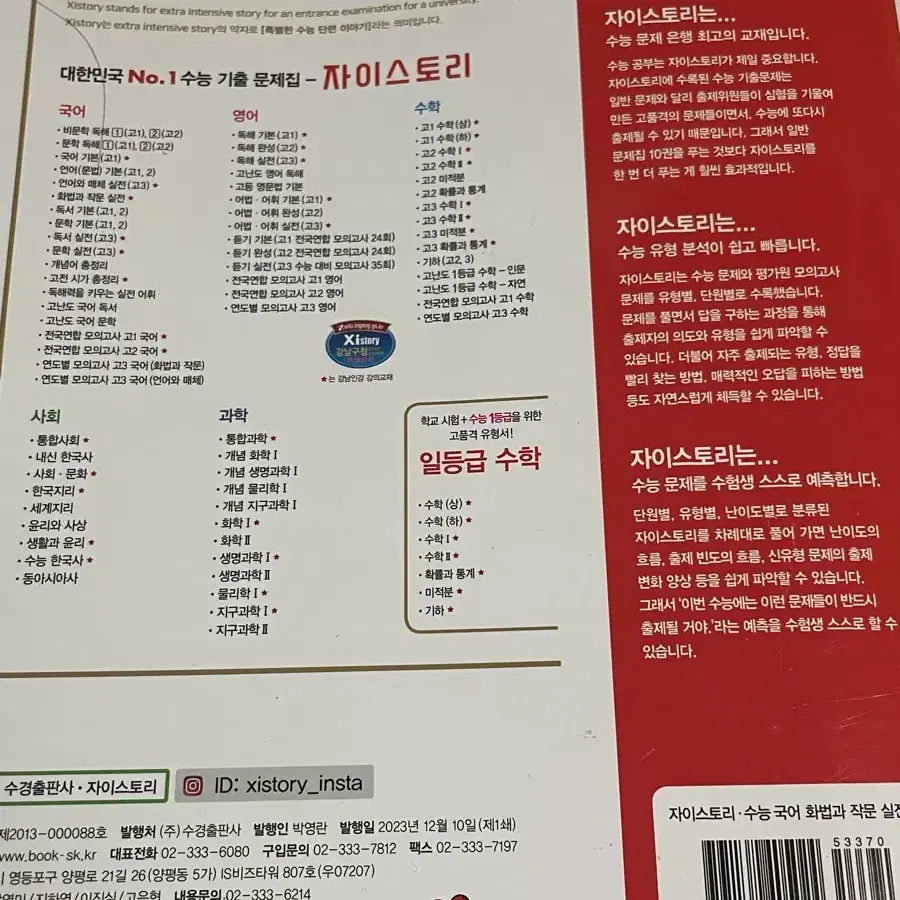 Xistory stands for extra intensive story for an entrance examination for a university.
Xistory는 extra intensive story의 약자로 [특별한 수능 단련 이야기]라는 의미입니다.
대한민국 No.1 수능 기출 문제집 - 자이스토리
국어
• 비문학 독해 1(고1), 2(고2)
• 문학 독해 1(고1), 2(고2)
• 국어 기본(고1) ★
• 언어(문법) 기본(고1, 2)
• 언어와 매체 실전(고3) ★
• 화법과 작문 실전 ★
• 독서 기본(고1, 2)
• 문학 기본(고1, 2)
• 독서 실전(고3) ★
• 문학 실전(고3) ★
• 개념어 총정리
• 고전 시가 총정리 ★
• 독해력을 키우는 실전 어휘
• 고난도 국어 독서
• 고난도 국어 문학
• 전국연합 모의고사 고1 국어 ★
• 전국연합 모의고사 고2 국어 ★
• 연도별 모의고사 고3 국어(화법과 작문)
• 연도별 모의고사 고3 국어(언어와 매체)
영어
• 독해 기본(고1) ★
• 독해 완성(고2) ★
• 독해 실전(고3) ★
• 고난도 영어 독해
• 고등 영문법 기본
• 어법·어휘 기본(고1) ★
• 어법·어휘 완성(고2)
• 어법·어휘 실전(고3) ★
• 듣기 기본(고1 전국연합 모의고사 24회)
• 듣기 완성(고2 전국연합 모의고사 24회)
• 듣기 실전(고3 수능 대비 모의고사 35회)
• 전국연합 모의고사 고1 영어
• 전국연합 모의고사 고2 영어
• 연도별 모의고사 고3 영어
수학
• 고1 수학(상) ★
• 고1 수학(하) ★
• 고2 수학Ⅰ ★
• 고2 수학Ⅱ ★
• 고2 미적분
• 고2 확률과 통계
• 고3 수학Ⅰ ★
• 고3 수학Ⅱ ★
• 고3 미적분 ★
• 고3 확률과 통계 ★
• 기하(고2, 3)
• 고난도 1등급 수학 - 인문
• 고난도 1등급 수학 - 자연
• 전국연합 모의고사 고1 수학
• 연도별 모의고사 고3 수학
edu.ingang.go.kr
Xistory
강남구청
★는 강남인강 강의교재
사회
• 통합사회 ★
• 내신 한국사
• 사회·문화 ★
• 한국지리 ★
• 세계지리
• 윤리와 사상
• 생활과 윤리 ★
• 수능 한국사 ★
• 동아시아사
과학
• 통합과학 ★
• 개념 화학Ⅰ
• 개념 생명과학Ⅰ
• 개념 물리학Ⅰ
• 개념 지구과학Ⅰ
• 화학Ⅰ ★
• 화학Ⅱ
• 생명과학Ⅰ ★
• 생명과학Ⅱ
• 물리학Ⅰ ★
• 지구과학Ⅰ ★
• 지구과학Ⅱ
학교 시험 + 수능 1등급을 위한
고품격 유형서!
일등급 수학
• 수학(상) ★
• 수학(하) ★
• 수학Ⅰ ★
• 수학Ⅱ ★
• 확률과 통계 ★
• 미적분 ★
• 기하 ★
자이스토리는...
수능 문제 은행 최고의 교재입니다.
수능 공부는 자이스토리가 제일 중요합니다.
자이스토리에 수록된 수능 기출문제는
일반 문제와 달리 출제위원들이 심혈을 기울여
만든 고품격의 문제들이면서, 수능에 또다시
출제될 수 있기 때문입니다. 그래서 일반
문제집 10권을 푸는 것보다 자이스토리를
한 번 더 푸는 게 훨씬 효과적입니다.
자이스토리는...
수능 유형 분석이 쉽고 빠릅니다.
자이스토리는 수능 문제와 평가원 모의고사
문제를 유형별, 단원별로 수록했습니다.
문제를 풀면서 답을 구하는 과정을 통해
출제자의 의도와 유형을 쉽게 파악할 수
있습니다. 더불어 자주 출제되는 유형, 정답을
빨리 찾는 방법, 매력적인 오답을 피하는 방법
등도 자연스럽게 체득할 수 있습니다.
자이스토리는...
수능 문제를 수험생 스스로 예측합니다.
단원별, 유형별, 난이도별로 분류된
자이스토리를 차례대로 풀어 가면 난이도의
흐름, 출제 빈도의 흐름, 신유형 문제의 출제
변화 양상 등을 쉽게 파악할 수 있습니다.
그래서 '이번 수능에는 이런 문제들이 반드시
출제될 거야.'라는 예측을 수험생 스스로 할 수
있습니다.
수경출판사·자이스토리
ID: xistory_insta
제2013-000088호 발행처 (주)수경출판사 발행인 박영란 발행일 2023년 12월 10일(제1쇄)
www.book-sk.kr 대표전화 02-333-6080 구입문의 02-333-7812 팩스 02-333-7197
영등포구 양평로 21길 26(양평동 5가) IS비즈타워 807호(우07207)
내용문의 02-333-6214
자이스토리·수능 국어 화법과 작문 실전
53370